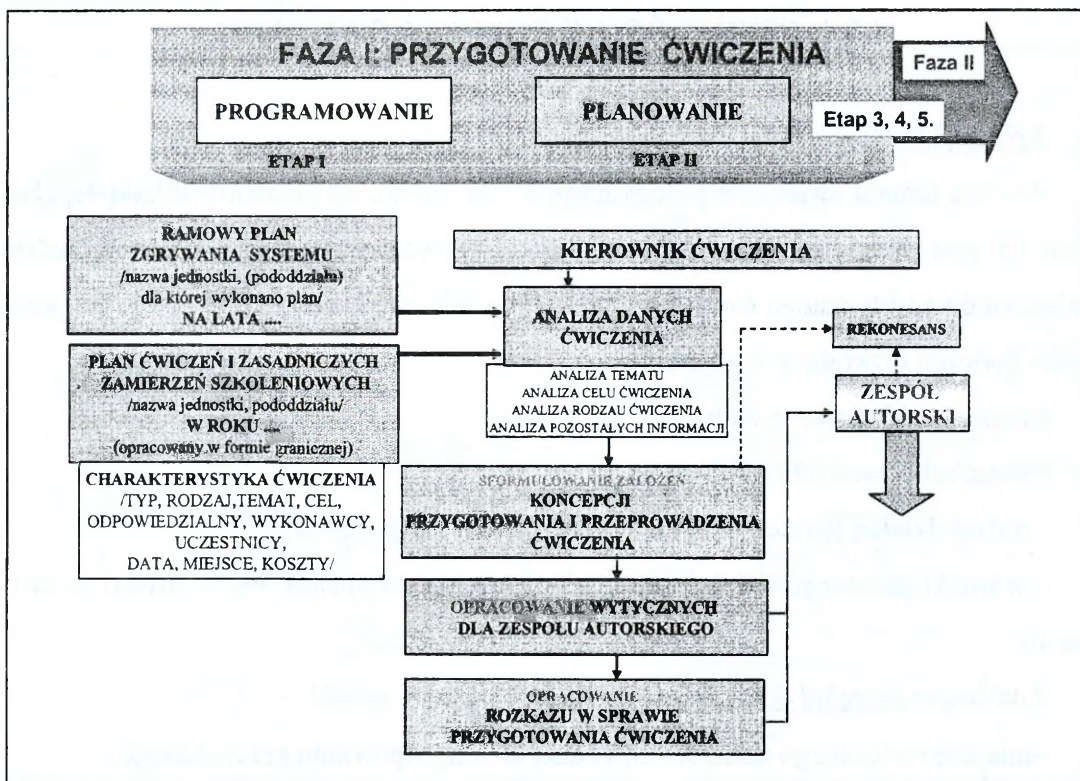 FAZA I: PRZYGOTOWANIE ĆWICZENIA
Faza II
PROGRAMOWANIE
PLANOWANIE
Etap 3, 4, 5.
ETAP I
ETAP II
RAMOWY PLAN
ZGRYWANIA SYSTEMU
/nazwa jednostki, (pododdziału)
dla której wykonano plan/
NA LATA ....
PLAN ĆWICZEŃ I ZASADNICZYCH
ZAMIERZEŃ SZKOLENIOWYCH
/nazwa jednostki, pododdziału/
W ROKU ....
(opracowany w formie granicznej)
CHARAKTERYSTYKA ĆWICZENIA
/TYP, RODZAJ,TEMAT, CEL,
ODPOWIEDZIALNY, WYKONAWCY,
UCZESTNICY,
DATA, MIEJSCE, KOSZTY/
KIEROWNIK ĆWICZENIA
ANALIZA DANYCH
ĆWICZENIA
ANALIZA TEMATU
ANALIZA CELU ĆWICZENIA
ANALIZA RODZAU ĆWICZENIA
ANALIZA POZOSTAŁYCH INFORMACJI
REKONESANS
ZESPÓŁ
AUTORSKI
SFORMUŁOWANIE ZAŁOŻEŃ
KONCEPCJI
PRZYGOTOWANIA I PRZEPROWADZENIA
ĆWICZENIA
OPRACOWANIE WYTYCZNYCH
DLA ZESPOŁU AUTORSKIEGO
OPRACOWANIE
ROZKAZU W SPRAWIE
PRZYGOTOWANIA ĆWICZENIA